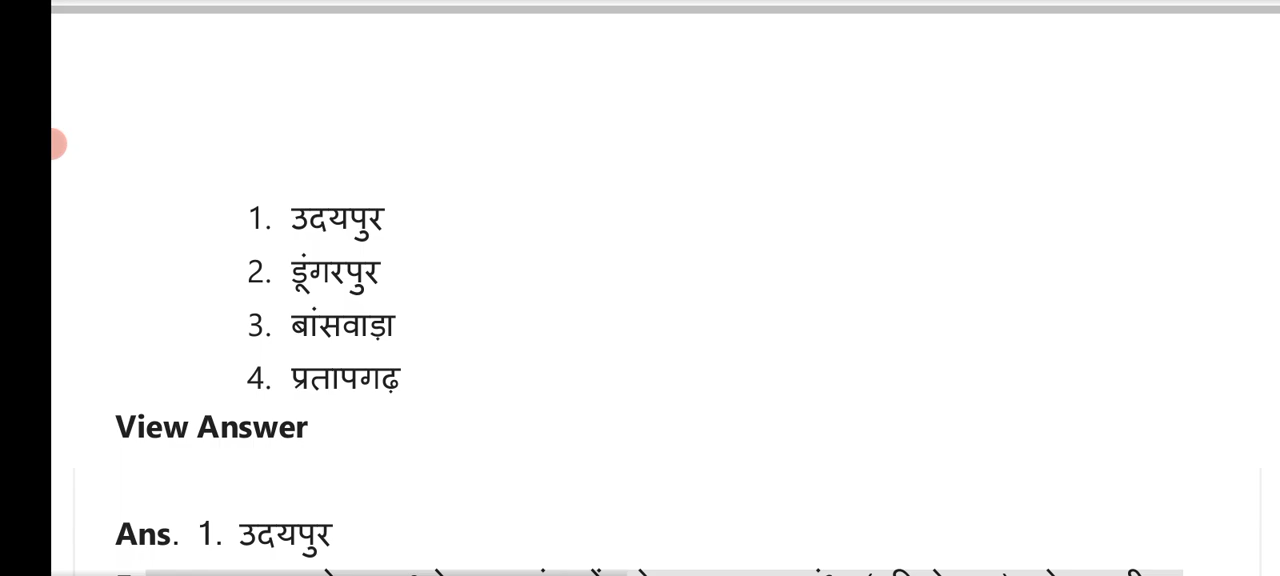 1. उदयपुर
2. डूंगरपुर
3. बांसवाड़ा
4. प्रतापगढ़
View Answer
Ans. 1. उदयपुर